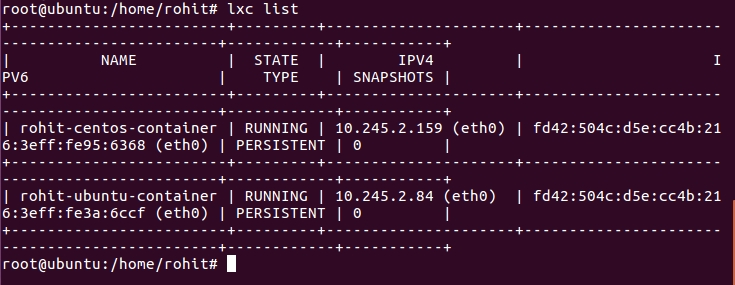 root@ubuntu:/home/rohit# lxc list
+-----------------------+---------+---------------------+----------------------
------------------------+------------+-----------+
|         NAME          |  STATE  |        IPV4         |                     I
PV6                     |    TYPE    | SNAPSHOTS |
+-----------------------+---------+---------------------+----------------------
------------------------+------------+-----------+
| rohit-centos-container | RUNNING | 10.245.2.159 (eth0) | fd42:504c:d5e:cc4b:21
6:3eff:fe95:6368 (eth0) | PERSISTENT | 0         |
+-----------------------+---------+---------------------+----------------------
------------------------+------------+-----------+
| rohit-ubuntu-container | RUNNING | 10.245.2.84 (eth0)  | fd42:504c:d5e:cc4b:21
6:3eff:fe3a:6ccf (eth0) | PERSISTENT | 0         |
+-----------------------+---------+---------------------+----------------------
------------------------+------------+-----------+
root@ubuntu:/home/rohit#